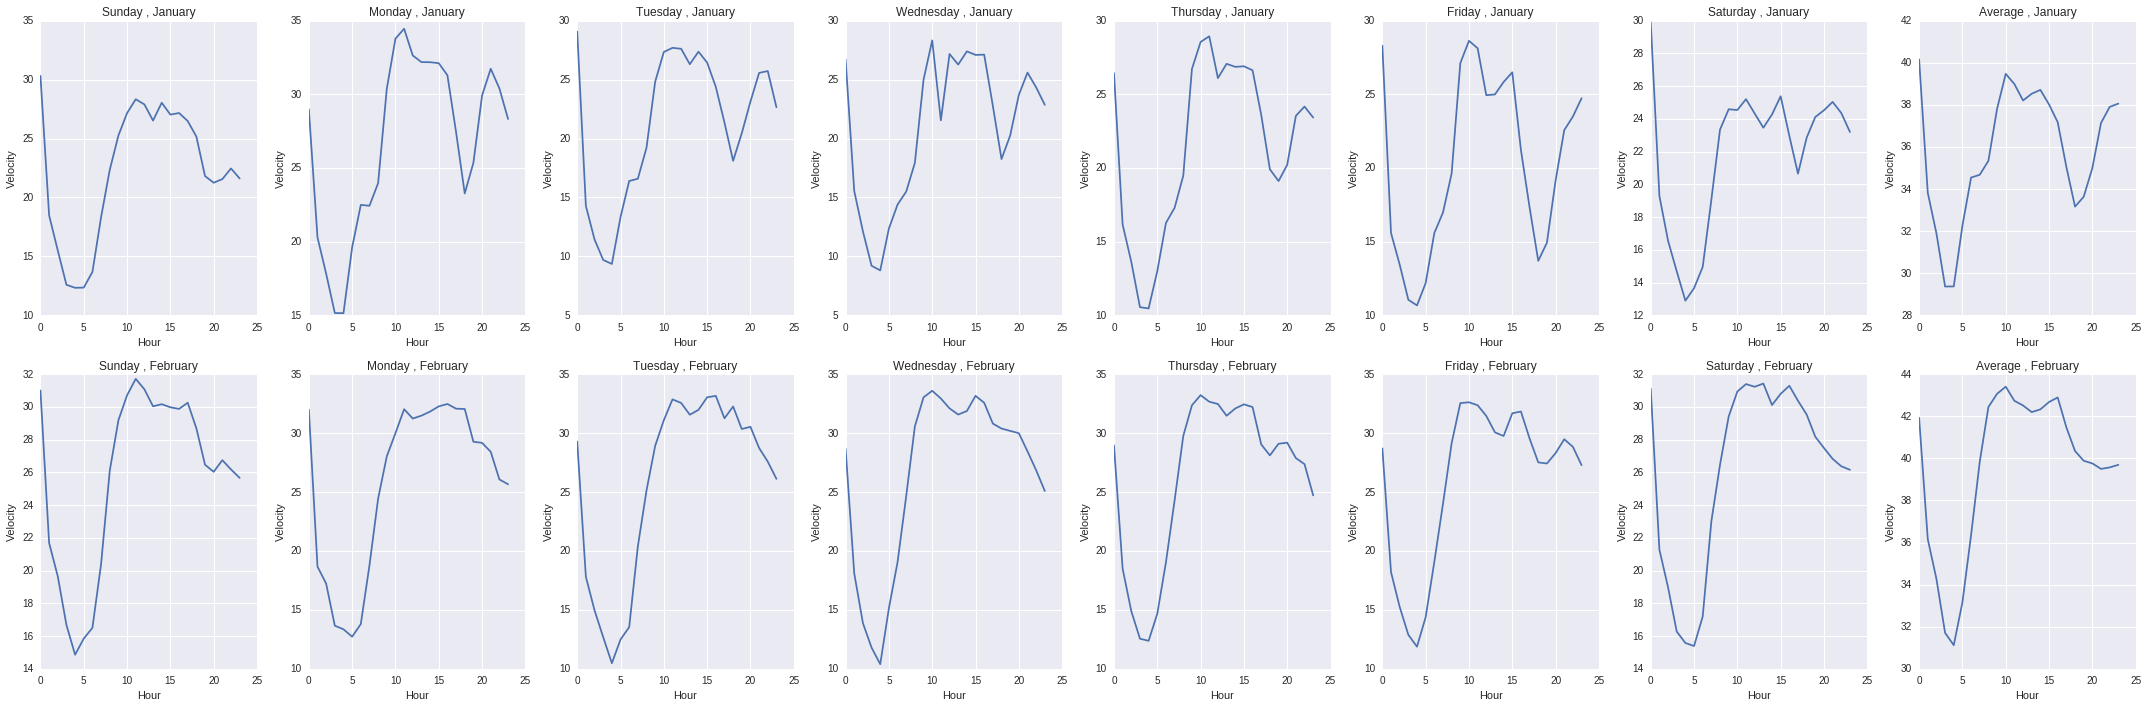 Sunday , January Monday , January Tuesday , January Wednesday , January Thursday , January Friday , January Saturday , January Average , January
35 35 30 30 30 30 30 42
30 30 25 25 25 25 28 40
25 25 20 20 20 20 26 38
20 20 15 15 15 15 24 36
15 15 10 10 10 10 22 34
10 5 5 20 32
18 30
16 28
14
12
Velocity Velocity Velocity Velocity Velocity Velocity Velocity Velocity
0 5 10 15 20 25 0 5 10 15 20 25 0 5 10 15 20 25 0 5 10 15 20 25 0 5 10 15 20 25 0 5 10 15 20 25 0 5 10 15 20 25 0 5 10 15 20 25
Hour Hour Hour Hour Hour Hour Hour Hour
Sunday , February Monday , February Tuesday , February Wednesday , February Thursday , February Friday , February Saturday , February Average , February
32 35 35 35 35 35 32 44
30 30 30 30 30 30 30 42
28 25 25 25 25 25 28 40
26 20 20 20 20 20 26 38
24 15 15 15 15 15 24 36
22 10 10 10 10 10 22 34
20 20 32
18 18 30
16 16
14 14
Velocity Velocity Velocity Velocity Velocity Velocity Velocity Velocity
0 5 10 15 20 25 0 5 10 15 20 25 0 5 10 15 20 25 0 5 10 15 20 25 0 5 10 15 20 25 0 5 10 15 20 25 0 5 10 15 20 25 0 5 10 15 20 25
Hour Hour Hour Hour Hour Hour Hour Hour